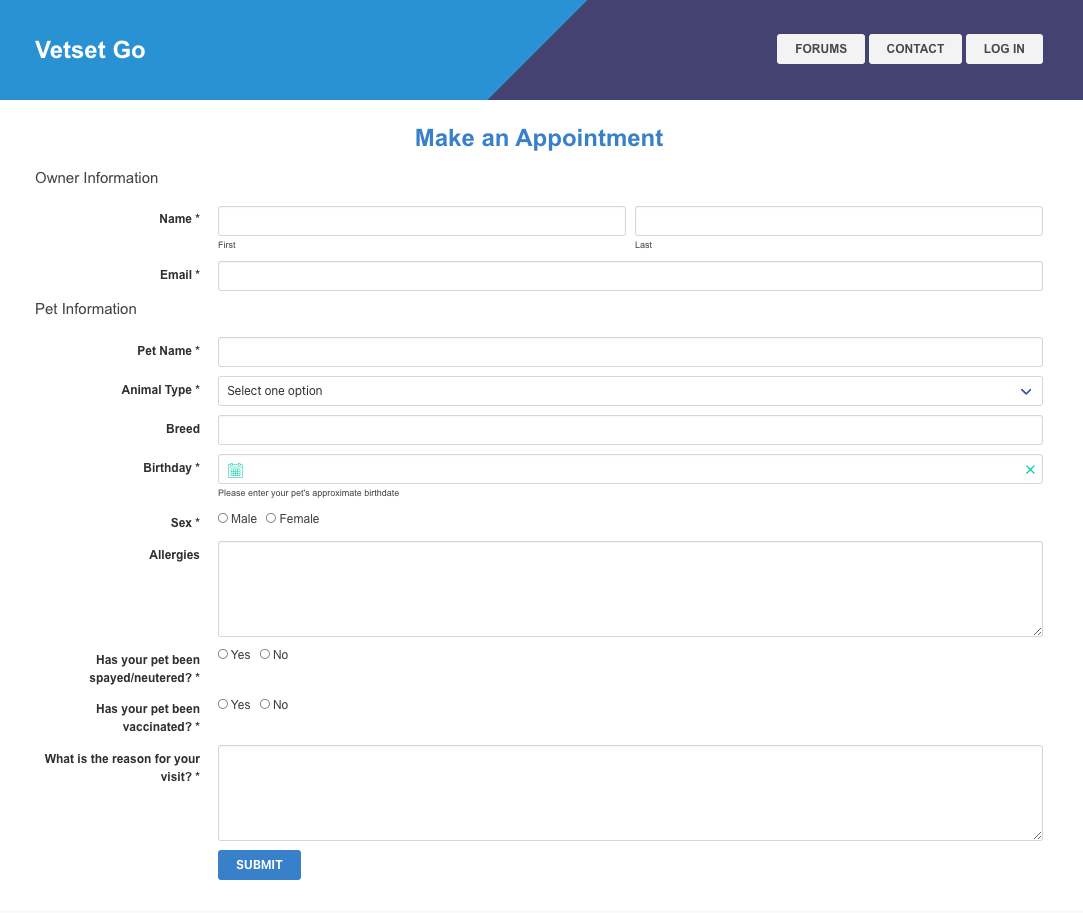 Vetset Go
FORUMS CONTACT LOG IN
Make an Appointment
Owner Information
Name *
First Last
Email *
Pet Information
Pet Name *
Animal Type * Select one option
Breed
Birthday *
Please enter your pet's approximate birthdate
Sex * Male Female
Allergies
Has your pet been
spayed/neutered? * Yes No
Has your pet been
vaccinated? * Yes No
What is the reason for your
visit? *
SUBMIT